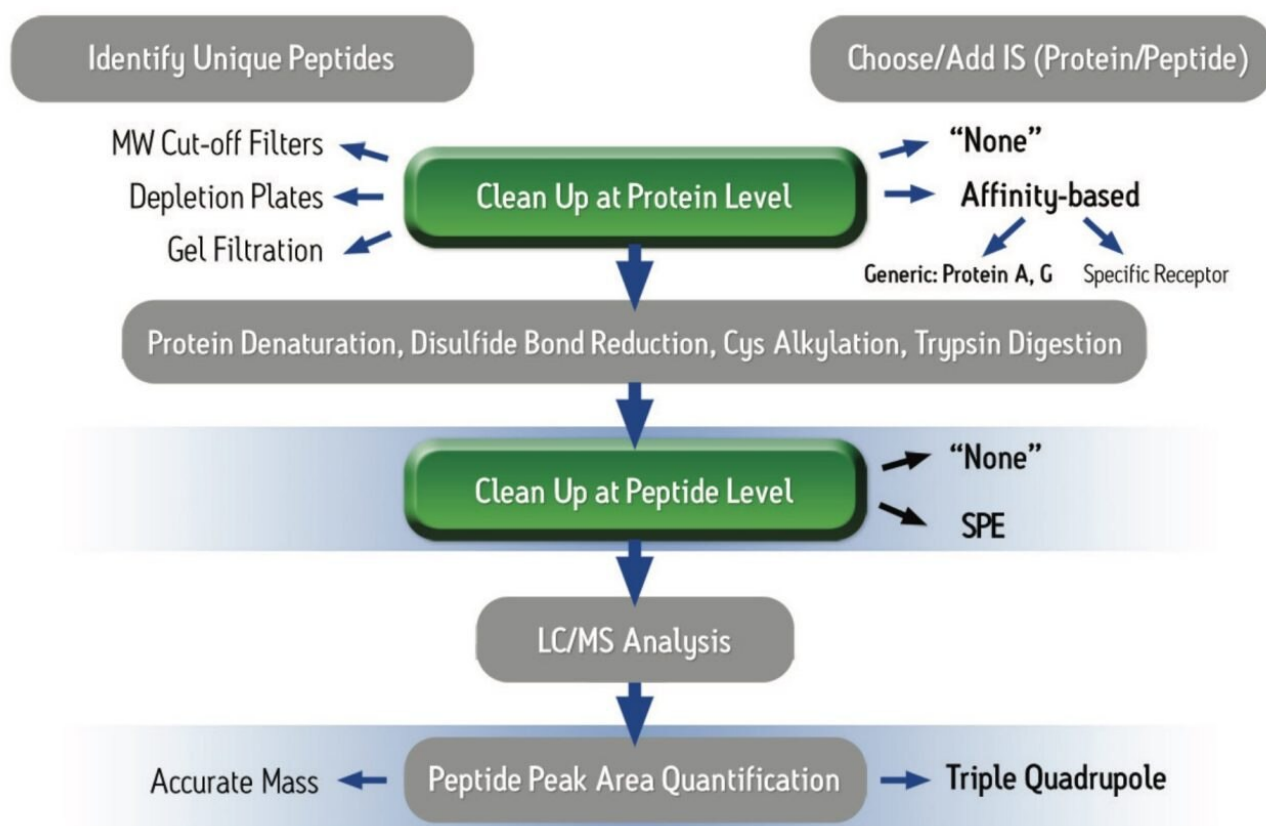 Identify Unique Peptides
Choose/Add IS (Protein/Peptide)
MW Cut-off Filters
Depletion Plates
Gel Filtration
Clean Up at Protein Level
“None”
Affinity-based
Generic: Protein A, G
Specific Receptor
Protein Denaturation, Disulfide Bond Reduction, Cys Alkylation, Trypsin Digestion
Clean Up at Peptide Level
“None”
SPE
LC/MS Analysis
Accurate Mass
Peptide Peak Area Quantification
Triple Quadrupole